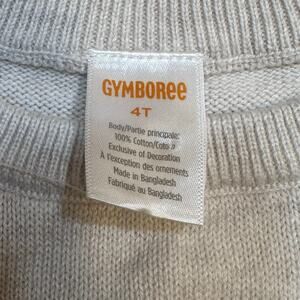 GYMBOREE
4T
Body/Partie principale:
100% Cotton/Coton
Exclusive of Decoration
À l'exception des ornements
Made in Bangladesh
Fabriqué au Bangladesh